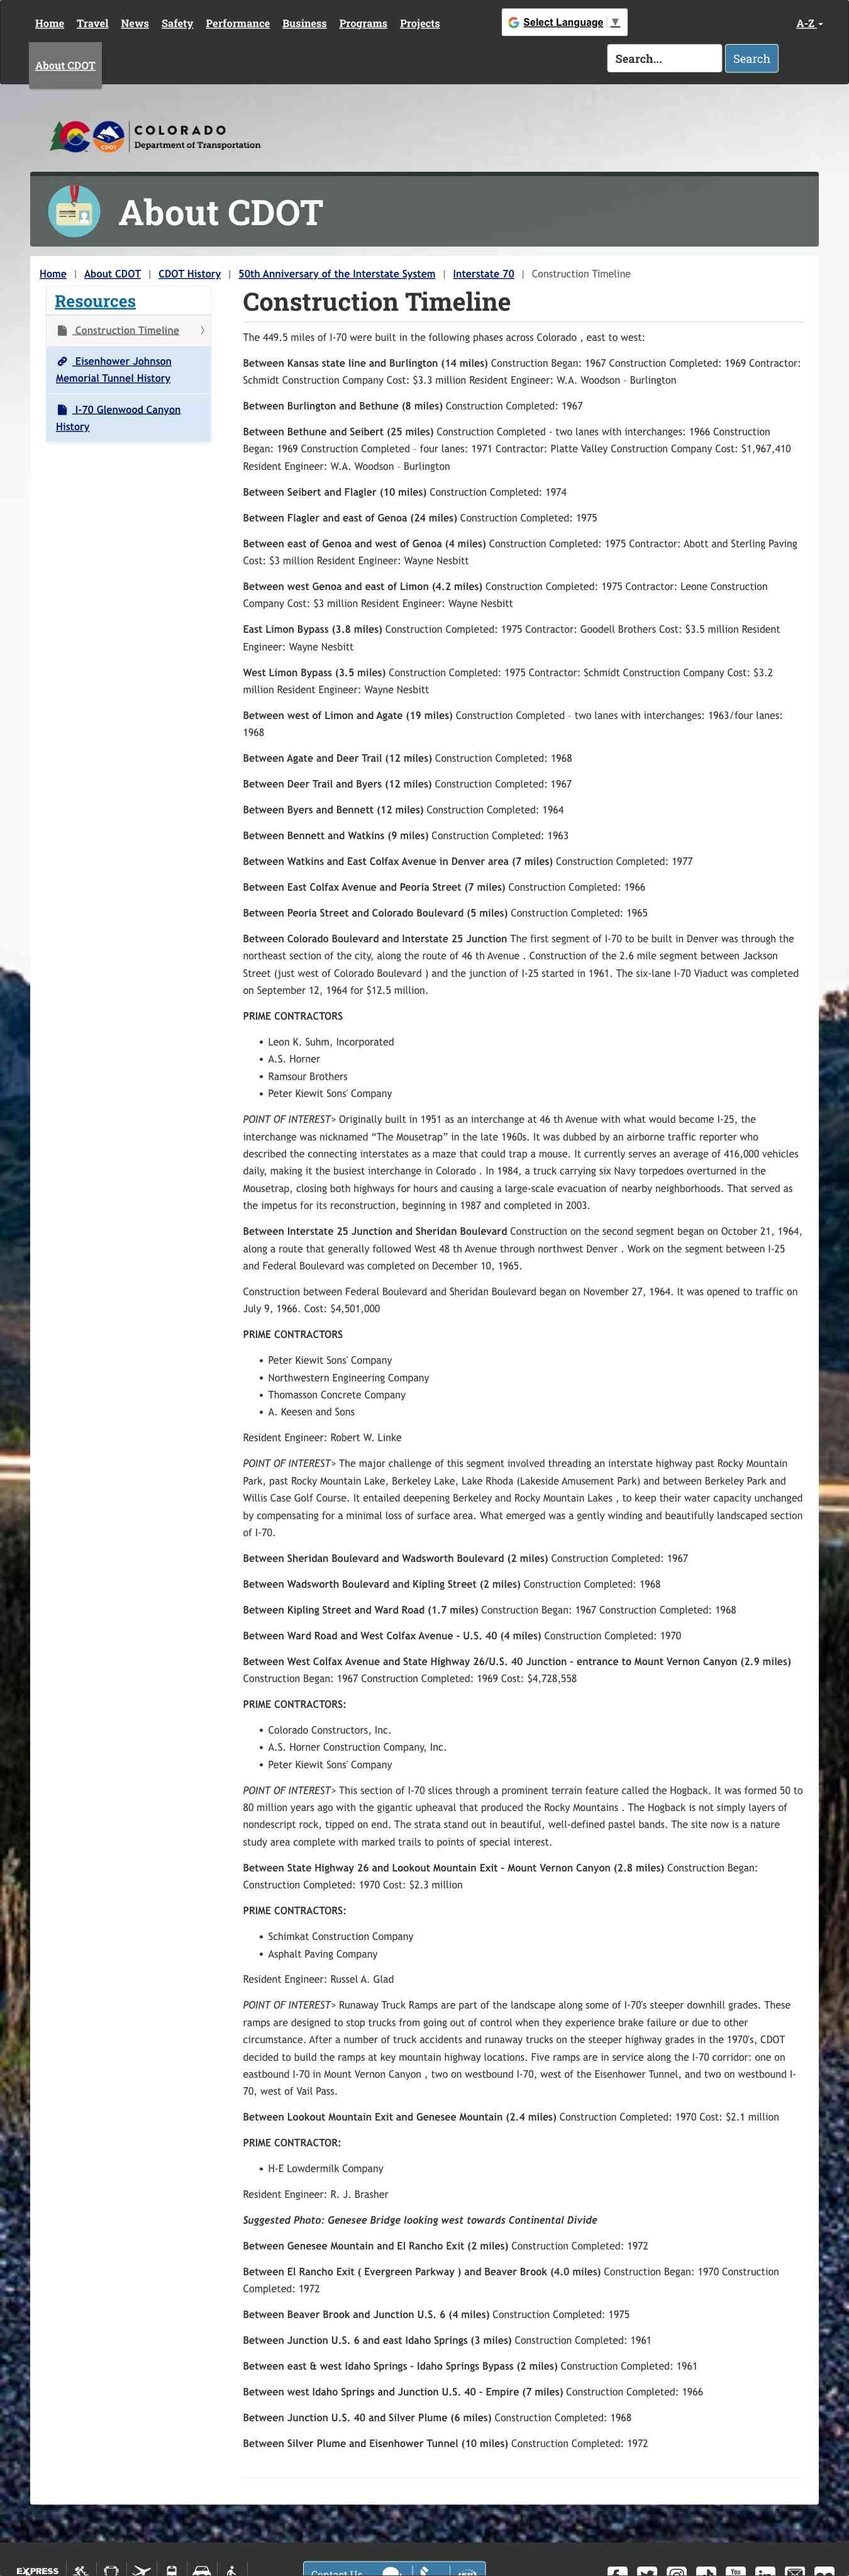 Home Travel News Safety Performance Business Programs Projects
Select Language ▼
A-Z
About CDOT
Search...
Search
COLORADO
Department of Transportation
CDOT
About CDOT
Home | About CDOT | CDOT History | 50th Anniversary of the Interstate System | Interstate 70 | Construction Timeline
Resources
Construction Timeline
Eisenhower Johnson
Memorial Tunnel History
I-70 Glenwood Canyon
History
Construction Timeline
The 449.5 miles of I-70 were built in the following phases across Colorado , east to west:
Between Kansas state line and Burlington (14 miles) Construction Began: 1967 Construction Completed: 1969 Contractor:
Schmidt Construction Company Cost: $3.3 million Resident Engineer: W.A. Woodson – Burlington
Between Burlington and Bethune (8 miles) Construction Completed: 1967
Between Bethune and Seibert (25 miles) Construction Completed - two lanes with interchanges: 1966 Construction
Began: 1969 Construction Completed – four lanes: 1971 Contractor: Platte Valley Construction Company Cost: $1,967,410
Resident Engineer: W.A. Woodson – Burlington
Between Seibert and Flagler (10 miles) Construction Completed: 1974
Between Flagler and east of Genoa (24 miles) Construction Completed: 1975
Between east of Genoa and west of Genoa (4 miles) Construction Completed: 1975 Contractor: Abott and Sterling Paving
Cost: $3 million Resident Engineer: Wayne Nesbitt
Between west Genoa and east of Limon (4.2 miles) Construction Completed: 1975 Contractor: Leone Construction
Company Cost: $3 million Resident Engineer: Wayne Nesbitt
East Limon Bypass (3.8 miles) Construction Completed: 1975 Contractor: Goodell Brothers Cost: $3.5 million Resident
Engineer: Wayne Nesbitt
West Limon Bypass (3.5 miles) Construction Completed: 1975 Contractor: Schmidt Construction Company Cost: $3.2
million Resident Engineer: Wayne Nesbitt
Between west of Limon and Agate (19 miles) Construction Completed – two lanes with interchanges: 1963/four lanes:
1968
Between Agate and Deer Trail (12 miles) Construction Completed: 1968
Between Deer Trail and Byers (12 miles) Construction Completed: 1967
Between Byers and Bennett (12 miles) Construction Completed: 1964
Between Bennett and Watkins (9 miles) Construction Completed: 1963
Between Watkins and East Colfax Avenue in Denver area (7 miles) Construction Completed: 1977
Between East Colfax Avenue and Peoria Street (7 miles) Construction Completed: 1966
Between Peoria Street and Colorado Boulevard (5 miles) Construction Completed: 1965
Between Colorado Boulevard and Interstate 25 Junction The first segment of I-70 to be built in Denver was through the
northeast section of the city, along the route of 46 th Avenue . Construction of the 2.6 mile segment between Jackson
Street (just west of Colorado Boulevard ) and the junction of I-25 started in 1961. The six-lane I-70 Viaduct was completed
on September 12, 1964 for $12.5 million.
PRIME CONTRACTORS
• Leon K. Suhm, Incorporated
• A.S. Horner
• Ramsour Brothers
• Peter Kiewit Sons' Company
POINT OF INTEREST> Originally built in 1951 as an interchange at 46 th Avenue with what would become I-25, the
interchange was nicknamed “The Mousetrap” in the late 1960s. It was dubbed by an airborne traffic reporter who
described the connecting interstates as a maze that could trap a mouse. It currently serves an average of 416,000 vehicles
daily, making it the busiest interchange in Colorado . In 1984, a truck carrying six Navy torpedoes overturned in the
Mousetrap, closing both highways for hours and causing a large-scale evacuation of nearby neighborhoods. That served as
the impetus for its reconstruction, beginning in 1987 and completed in 2003.
Between Interstate 25 Junction and Sheridan Boulevard Construction on the second segment began on October 21, 1964,
along a route that generally followed West 48 th Avenue through northwest Denver . Work on the segment between I-25
and Federal Boulevard was completed on December 10, 1965.
Construction between Federal Boulevard and Sheridan Boulevard began on November 27, 1964. It was opened to traffic on
July 9, 1966. Cost: $4,501,000
PRIME CONTRACTORS
• Peter Kiewit Sons' Company
• Northwestern Engineering Company
• Thomasson Concrete Company
• A. Keesen and Sons
Resident Engineer: Robert W. Linke
POINT OF INTEREST> The major challenge of this segment involved threading an interstate highway past Rocky Mountain
Park, past Rocky Mountain Lake, Berkeley Lake, Lake Rhoda (Lakeside Amusement Park) and between Berkeley Park and
Willis Case Golf Course. It entailed deepening Berkeley and Rocky Mountain Lakes , to keep their water capacity unchanged
by compensating for a minimal loss of surface area. What emerged was a gently winding and beautifully landscaped section
of I-70.
Between Sheridan Boulevard and Wadsworth Boulevard (2 miles) Construction Completed: 1967
Between Wadsworth Boulevard and Kipling Street (2 miles) Construction Completed: 1968
Between Kipling Street and Ward Road (1.7 miles) Construction Began: 1967 Construction Completed: 1968
Between Ward Road and West Colfax Avenue - U.S. 40 (4 miles) Construction Completed: 1970
Between West Colfax Avenue and State Highway 26/U.S. 40 Junction - entrance to Mount Vernon Canyon (2.9 miles)
Construction Began: 1967 Construction Completed: 1969 Cost: $4,728,558
PRIME CONTRACTORS:
• Colorado Constructors, Inc.
• A.S. Horner Construction Company, Inc.
• Peter Kiewit Sons' Company
POINT OF INTEREST> This section of I-70 slices through a prominent terrain feature called the Hogback. It was formed 50 to
80 million years ago with the gigantic upheaval that produced the Rocky Mountains . The Hogback is not simply layers of
nondescript rock, tipped on end. The strata stand out in beautiful, well-defined pastel bands. The site now is a nature
study area complete with marked trails to points of special interest.
Between State Highway 26 and Lookout Mountain Exit - Mount Vernon Canyon (2.8 miles) Construction Began:
Construction Completed: 1970 Cost: $2.3 million
PRIME CONTRACTORS:
• Schimkat Construction Company
• Asphalt Paving Company
Resident Engineer: Russel A. Glad
POINT OF INTEREST> Runaway Truck Ramps are part of the landscape along some of I-70's steeper downhill grades. These
ramps are designed to stop trucks from going out of control when they experience brake failure or due to other
circumstance. After a number of truck accidents and runaway trucks on the steeper highway grades in the 1970's, CDOT
decided to build the ramps at key mountain highway locations. Five ramps are in service along the I-70 corridor: one on
eastbound I-70 in Mount Vernon Canyon , two on westbound I-70, west of the Eisenhower Tunnel, and two on westbound I-
70, west of Vail Pass.
Between Lookout Mountain Exit and Genesee Mountain (2.4 miles) Construction Completed: 1970 Cost: $2.1 million
PRIME CONTRACTOR:
• H-E Lowdermilk Company
Resident Engineer: R. J. Brasher
Suggested Photo: Genesee Bridge looking west towards Continental Divide
Between Genesee Mountain and El Rancho Exit (2 miles) Construction Completed: 1972
Between El Rancho Exit ( Evergreen Parkway ) and Beaver Brook (4.0 miles) Construction Began: 1970 Construction
Completed: 1972
Between Beaver Brook and Junction U.S. 6 (4 miles) Construction Completed: 1975
Between Junction U.S. 6 and east Idaho Springs (3 miles) Construction Completed: 1961
Between east & west Idaho Springs - Idaho Springs Bypass (2 miles) Construction Completed: 1961
Between west Idaho Springs and Junction U.S. 40 - Empire (7 miles) Construction Completed: 1966
Between Junction U.S. 40 and Silver Plume (6 miles) Construction Completed: 1968
Between Silver Plume and Eisenhower Tunnel (10 miles) Construction Completed: 1972
EXPRESS
Contact Us
You